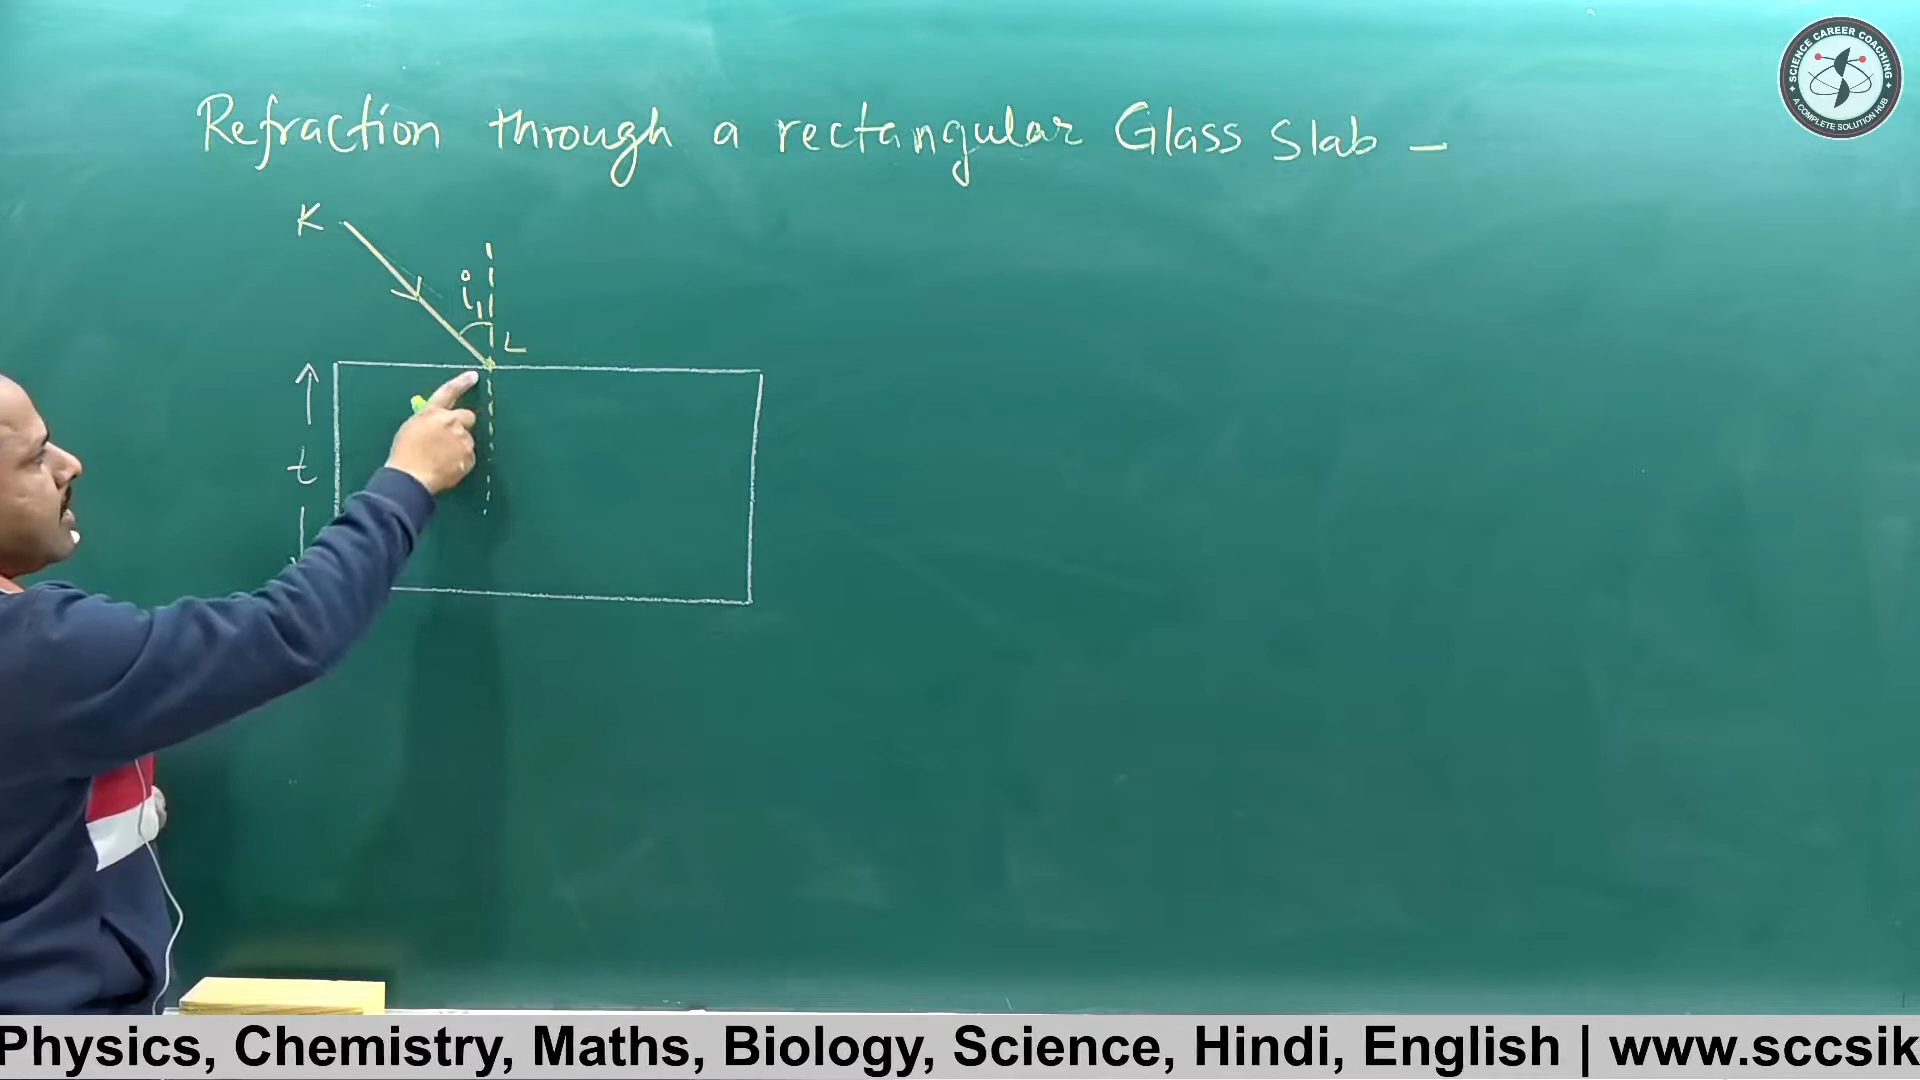 SCIENCE CAREER COACHING
A COMPLETE SOLUTION HUB
Refraction through a rectangular Glass Slab –
K
i₁
L
t
Physics, Chemistry, Maths, Biology, Science, Hindi, English | www.sccsik